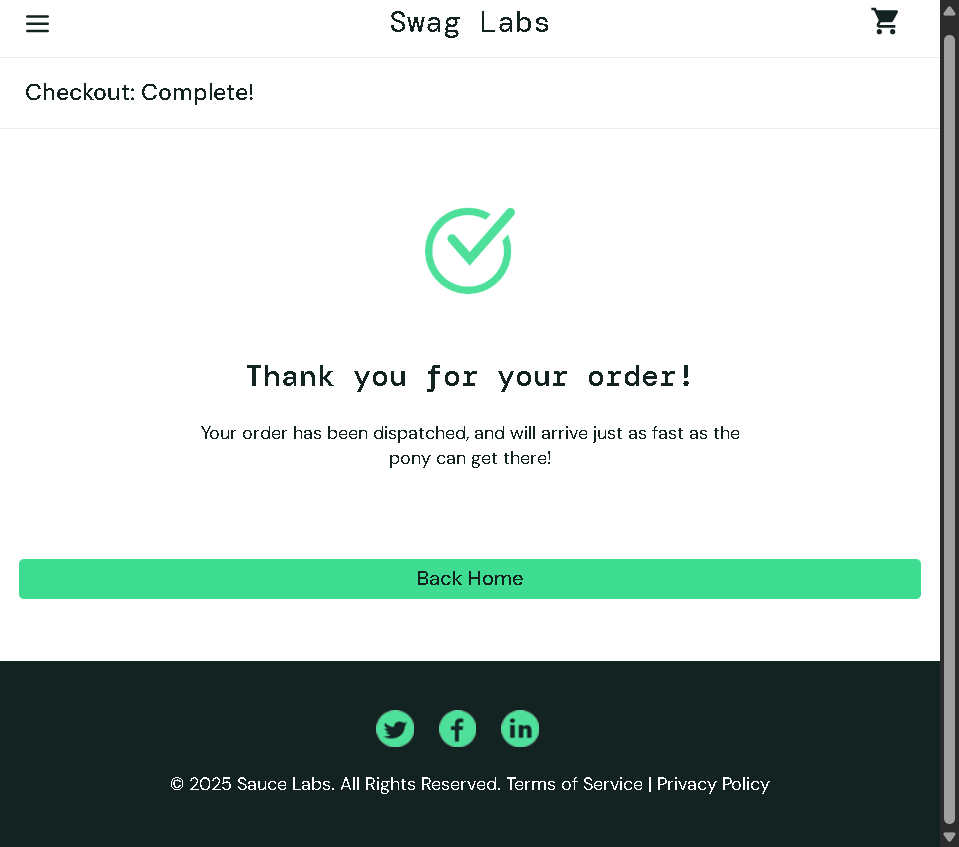 Swag Labs
Checkout: Complete!
Thank you for your order!
Your order has been dispatched, and will arrive just as fast as the
pony can get there!
Back Home
© 2025 Sauce Labs. All Rights Reserved. Terms of Service | Privacy Policy